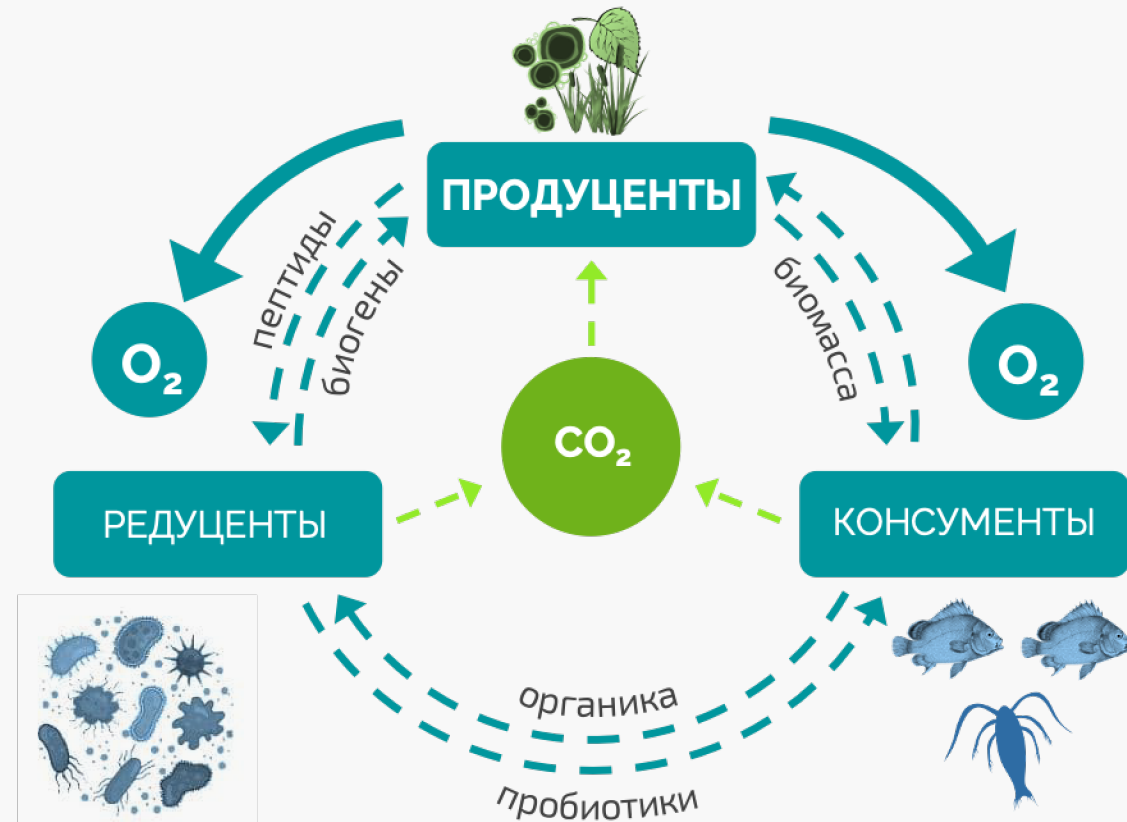 ПРОДУЦЕНТЫ
пептиды
биогены
биомасса
O₂
O₂
CO₂
РЕДУЦЕНТЫ
КОНСУМЕНТЫ
органика
пробиотики